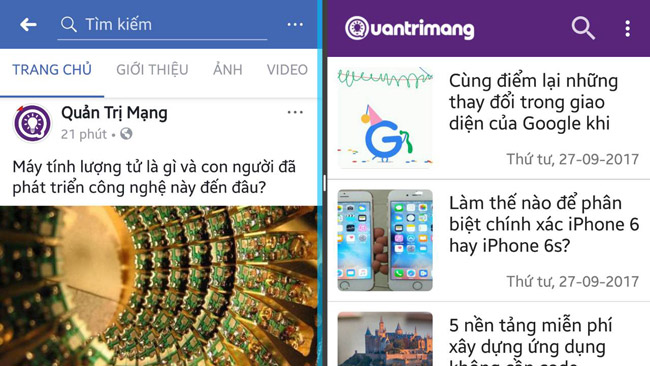 Tìm kiếm
TRANG CHỦ
GIỚI THIỆU
ẢNH
VIDEO
Quản Trị Mạng
21 phút
Máy tính lượng tử là gì và con người đã
phát triển công nghệ này đến đâu?
Quantrimang
Cùng điểm lại những
thay đổi trong giao
diện của Google khi
Thứ tư, 27-09-2017
Làm thế nào để phân
biệt chính xác iPhone 6
hay iPhone 6s?
Thứ tư, 27-09-2017
5 nền tảng miễn phí
xây dựng ứng dụng
không cần code